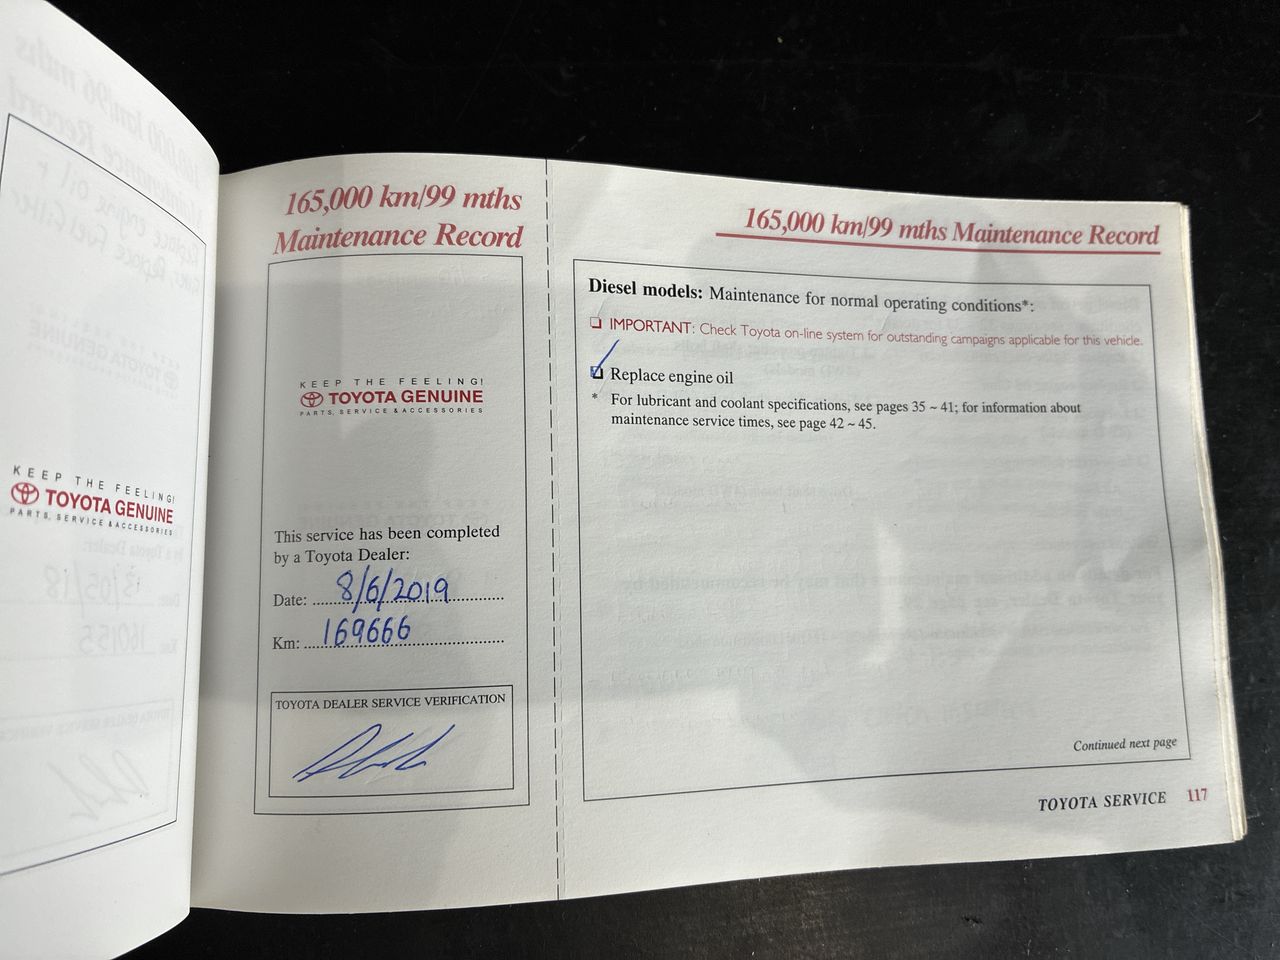 KEEP THE FEELING!
TOYOTA GENUINE
PARTS, SERVICE & ACCESSORIES
165,000 km/99 mths
Maintenance Record
KEEP THE FEELING!
TOYOTA GENUINE
PARTS, SERVICE & ACCESSORIES
This service has been completed
by a Toyota Dealer:
Date: 8/6/2019
Km: 169666
TOYOTA DEALER SERVICE VERIFICATION
165,000 km/99 mths Maintenance Record
Diesel models: Maintenance for normal operating conditions*:
IMPORTANT: Check Toyota on-line system for outstanding campaigns applicable for this vehicle.
Replace engine oil
* For lubricant and coolant specifications, see pages 35 ~ 41; for information about
maintenance service times, see page 42 ~ 45.
Continued next page
TOYOTA SERVICE 117